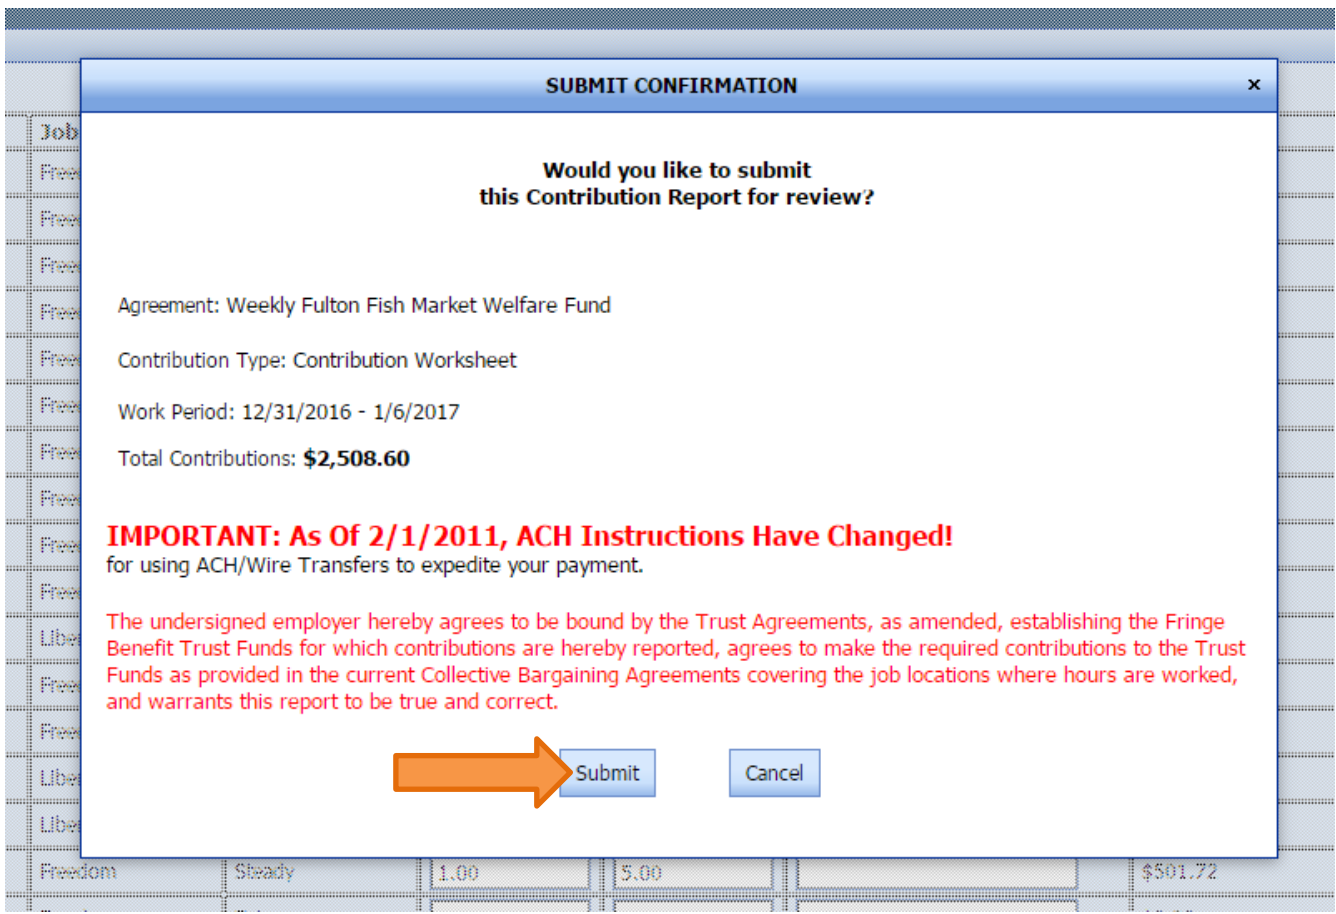 SUBMIT CONFIRMATION x
Job
Would you like to submit
this Contribution Report for review?
Agreement: Weekly Fulton Fish Market Welfare Fund
Contribution Type: Contribution Worksheet
Work Period: 12/31/2016 - 1/6/2017
Total Contributions: $2,508.60
IMPORTANT: As Of 2/1/2011, ACH Instructions Have Changed!
for using ACH/Wire Transfers to expedite your payment.
The undersigned employer hereby agrees to be bound by the Trust Agreements, as amended, establishing the Fringe
Benefit Trust Funds for which contributions are hereby reported, agrees to make the required contributions to the Trust
Funds as provided in the current Collective Bargaining Agreements covering the job locations where hours are worked,
and warrants this report to be true and correct.
Submit Cancel
Freedom Steady 1.00 5.00 $501.72